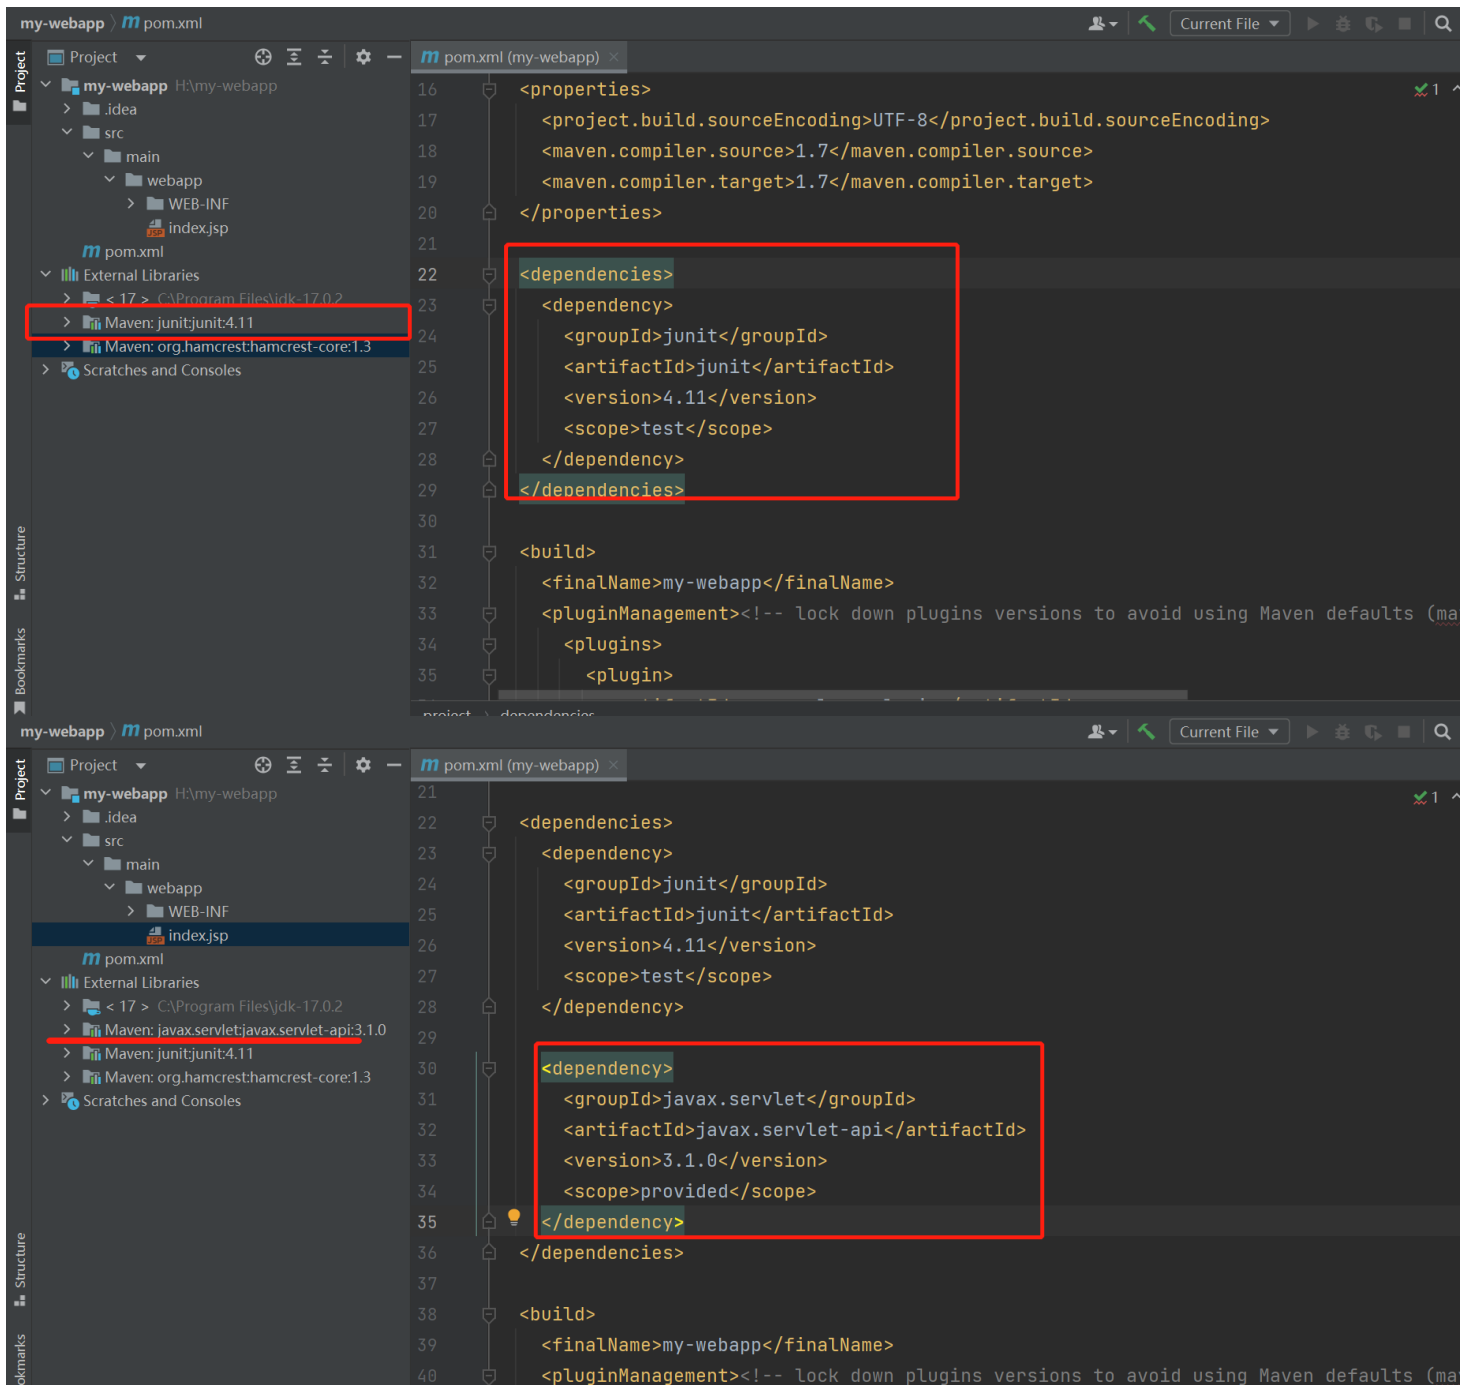 my-webapp 〉 m pom.xml
Current File
Project
my-webapp H:\my-webapp
.idea
src
main
webapp
WEB-INF
index.jsp
JSP
pom.xml
External Libraries
< 17 > C:\Program Files\jdk-17.0.2
Maven: junit:junit:4.11
Maven: org.hamcrest:hamcrest-core:1.3
Scratches and Consoles
Project
Structure
Bookmarks
m pom.xml (my-webapp) ×
1
16 <properties>
17 <project.build.sourceEncoding>UTF-8</project.build.sourceEncoding>
18 <maven.compiler.source>1.7</maven.compiler.source>
19 <maven.compiler.target>1.7</maven.compiler.target>
20 </properties>
21
22 <dependencies>
23 <dependency>
24 <groupId>junit</groupId>
25 <artifactId>junit</artifactId>
26 <version>4.11</version>
27 <scope>test</scope>
28 </dependency>
29 </dependencies>
30
31 <build>
32 <finalName>my-webapp</finalName>
33 <pluginManagement><!-- lock down plugins versions to avoid using Maven defaults (ma
34 <plugins>
35 <plugin>
project 〉 dependencies
my-webapp 〉 m pom.xml
Current File
Project
my-webapp H:\my-webapp
.idea
src
main
webapp
WEB-INF
index.jsp
JSP
pom.xml
External Libraries
< 17 > C:\Program Files\jdk-17.0.2
Maven: javax.servlet:javax.servlet-api:3.1.0
Maven: junit:junit:4.11
Maven: org.hamcrest:hamcrest-core:1.3
Scratches and Consoles
Project
Structure
okmarks
m pom.xml (my-webapp) ×
1
21
22 <dependencies>
23 <dependency>
24 <groupId>junit</groupId>
25 <artifactId>junit</artifactId>
26 <version>4.11</version>
27 <scope>test</scope>
28 </dependency>
29
30 <dependency>
31 <groupId>javax.servlet</groupId>
32 <artifactId>javax.servlet-api</artifactId>
33 <version>3.1.0</version>
34 <scope>provided</scope>
35 </dependency>
36 </dependencies>
37
38 <build>
39 <finalName>my-webapp</finalName>
40 <pluginManagement><!-- lock down plugins versions to avoid using Maven defaults (ma